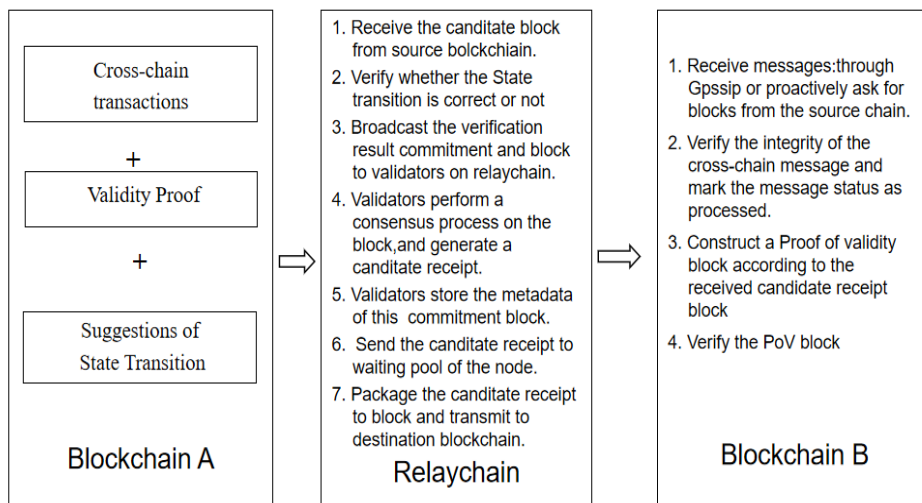 Cross-chain
transactions
+
Validity Proof
+
Suggestions of
State Transition
Blockchain A
1. Receive the canditate block
from source bolckchiain.
2. Verify whether the State
transition is correct or not
3. Broadcast the verification
result commitment and block
to validators on relaychain.
4. Validators perform a
consensus process on the
block,and generate a
canditate receipt.
5. Validators store the metadata
of this commitment block.
6. Send the canditate receipt to
waiting pool of the node.
7. Package the canditate receipt
to block and transmit to
destination blockchain.
Relaychain
1. Receive messages:through
Gpssip or proactively ask for
blocks from the source chain.
2. Verify the integrity of the
cross-chain message and
mark the message status as
processed.
3. Construct a Proof of validity
block according to the
received candidate receipt
block
4. Verify the PoV block
Blockchain B